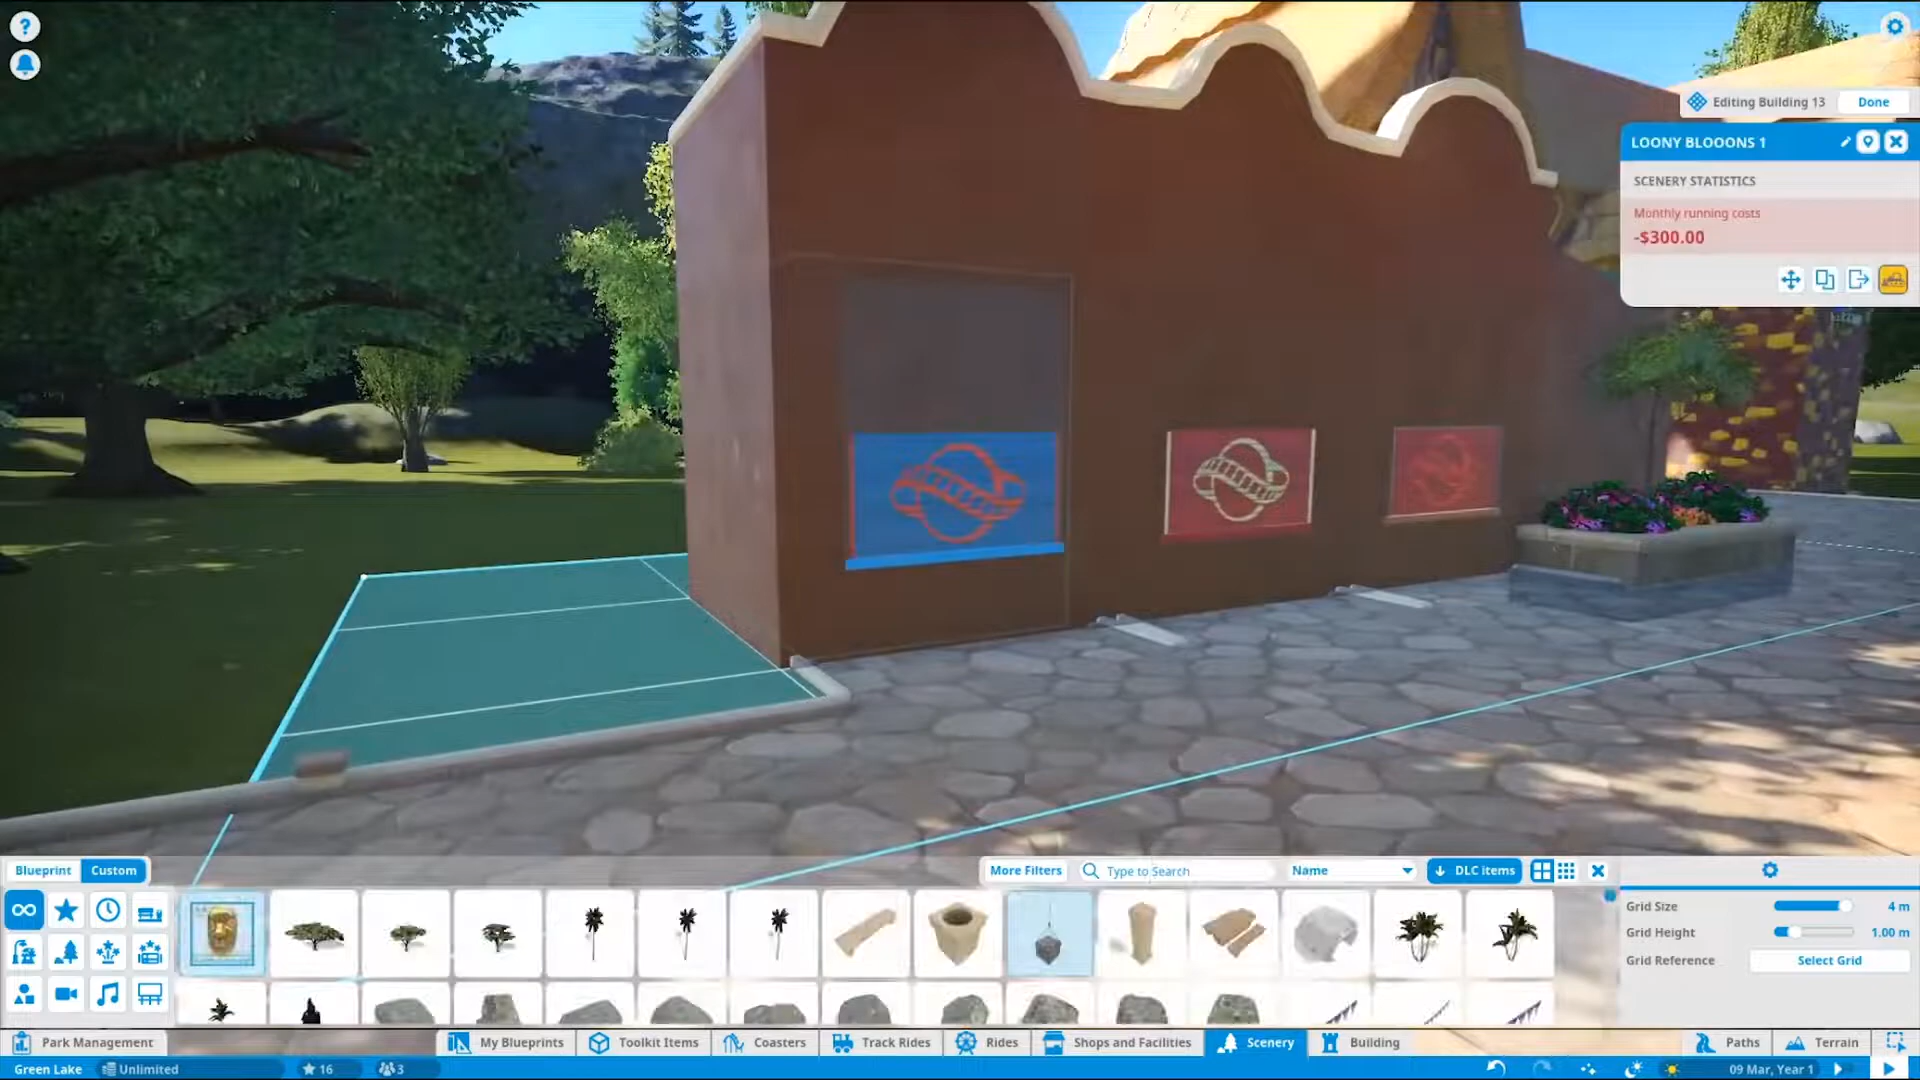 ?
Editing Building 13 Done
LOONY BLOOONS 1
SCENERY STATISTICS
Monthly running costs
-$300.00
Blueprint Custom
More Filters Type to Search Name DLC items
Grid Size 4 m
Grid Height 1.00 m
Grid Reference Select Grid
Park Management My Blueprints Toolkit Items Coasters Track Rides Rides Shops and Facilities Scenery Building Paths Terrain
Green Lake Unlimited 16 3 09 Mar, Year 1